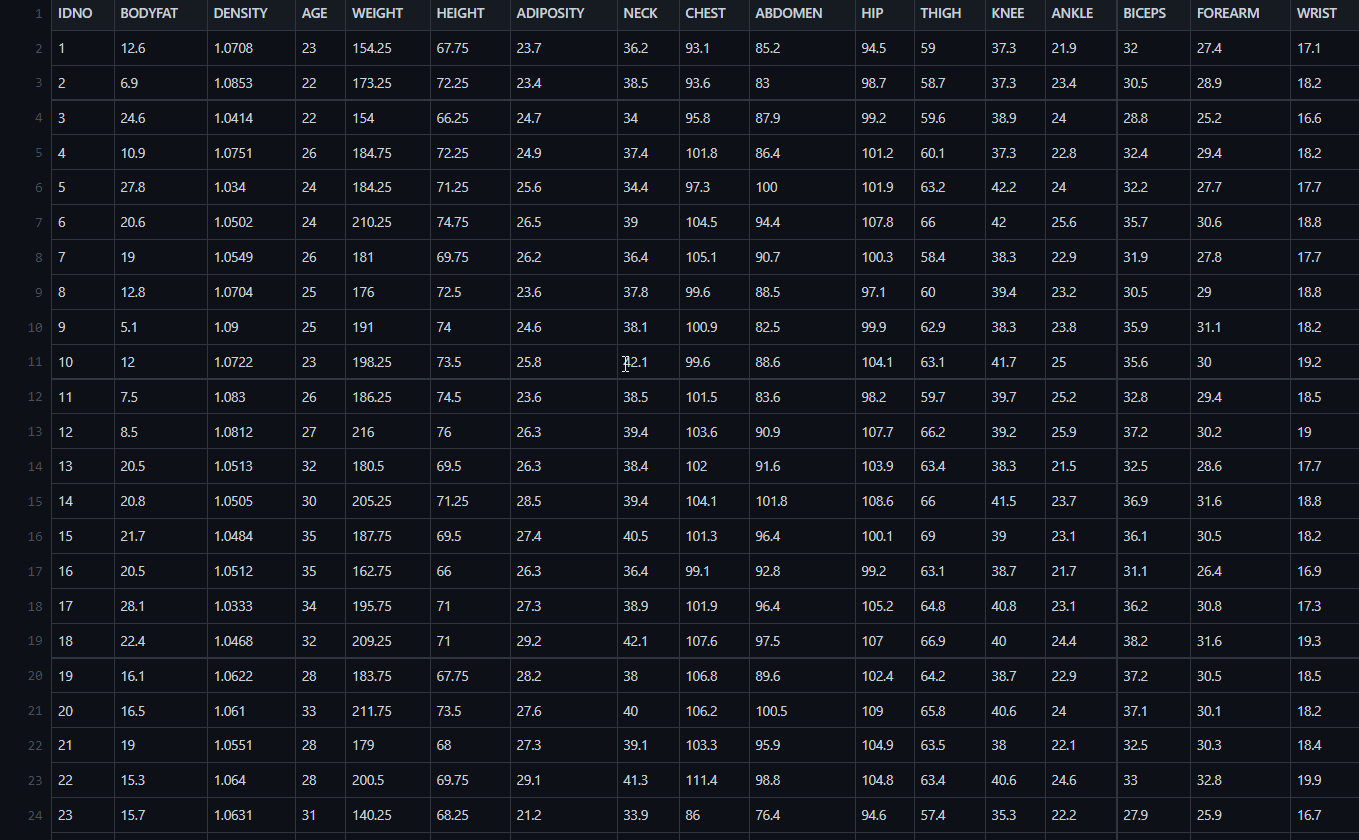 1 IDNO BODYFAT DENSITY AGE WEIGHT HEIGHT ADIPOSITY NECK CHEST ABDOMEN HIP THIGH KNEE ANKLE BICEPS FOREARM WRIST
2 1 12.6 1.0708 23 154.25 67.75 23.7 36.2 93.1 85.2 94.5 59 37.3 21.9 32 27.4 17.1
3 2 6.9 1.0853 22 173.25 72.25 23.4 38.5 93.6 83 98.7 58.7 37.3 23.4 30.5 28.9 18.2
4 3 24.6 1.0414 22 154 66.25 24.7 34 95.8 87.9 99.2 59.6 38.9 24 28.8 25.2 16.6
5 4 10.9 1.0751 26 184.75 72.25 24.9 37.4 101.8 86.4 101.2 60.1 37.3 22.8 32.4 29.4 18.2
6 5 27.8 1.034 24 184.25 71.25 25.6 34.4 97.3 100 101.9 63.2 42.2 24 32.2 27.7 17.7
7 6 20.6 1.0502 24 210.25 74.75 26.5 39 104.5 94.4 107.8 66 42 25.6 35.7 30.6 18.8
8 7 19 1.0549 26 181 69.75 26.2 36.4 105.1 90.7 100.3 58.4 38.3 22.9 31.9 27.8 17.7
9 8 12.8 1.0704 25 176 72.5 23.6 37.8 99.6 88.5 97.1 60 39.4 23.2 30.5 29 18.8
10 9 5.1 1.09 25 191 74 24.6 38.1 100.9 82.5 99.9 62.9 38.3 23.8 35.9 31.1 18.2
11 10 12 1.0722 23 198.25 73.5 25.8 42.1 99.6 88.6 104.1 63.1 41.7 25 35.6 30 19.2
12 11 7.5 1.083 26 186.25 74.5 23.6 38.5 101.5 83.6 98.2 59.7 39.7 25.2 32.8 29.4 18.5
13 12 8.5 1.0812 27 216 76 26.3 39.4 103.6 90.9 107.7 66.2 39.2 25.9 37.2 30.2 19
14 13 20.5 1.0513 32 180.5 69.5 26.3 38.4 102 91.6 103.9 63.4 38.3 21.5 32.5 28.6 17.7
15 14 20.8 1.0505 30 205.25 71.25 28.5 39.4 104.1 101.8 108.6 66 41.5 23.7 36.9 31.6 18.8
16 15 21.7 1.0484 35 187.75 69.5 27.4 40.5 101.3 96.4 100.1 69 39 23.1 36.1 30.5 18.2
17 16 20.5 1.0512 35 162.75 66 26.3 36.4 99.1 92.8 99.2 63.1 38.7 21.7 31.1 26.4 16.9
18 17 28.1 1.0333 34 195.75 71 27.3 38.9 101.9 96.4 105.2 64.8 40.8 23.1 36.2 30.8 17.3
19 18 22.4 1.0468 32 209.25 71 29.2 42.1 107.6 97.5 107 66.9 40 24.4 38.2 31.6 19.3
20 19 16.1 1.0622 28 183.75 67.75 28.2 38 106.8 89.6 102.4 64.2 38.7 22.9 37.2 30.5 18.5
21 20 16.5 1.061 33 211.75 73.5 27.6 40 106.2 100.5 109 65.8 40.6 24 37.1 30.1 18.2
22 21 19 1.0551 28 179 68 27.3 39.1 103.3 95.9 104.9 63.5 38 22.1 32.5 30.3 18.4
23 22 15.3 1.064 28 200.5 69.75 29.1 41.3 111.4 98.8 104.8 63.4 40.6 24.6 33 32.8 19.9
24 23 15.7 1.0631 31 140.25 68.25 21.2 33.9 86 76.4 94.6 57.4 35.3 22.2 27.9 25.9 16.7